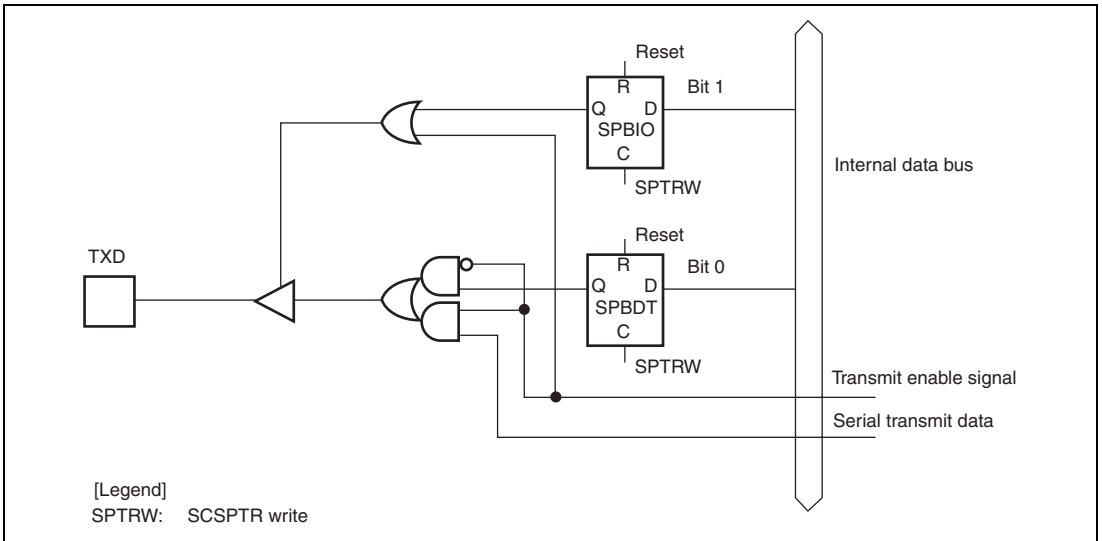 Reset
R
Bit 1
Q D
SPBIO
C
SPTRW
Internal data bus
Reset
R
Bit 0
Q D
SPBDT
C
SPTRW
TXD
Transmit enable signal
Serial transmit data
[Legend]
SPTRW: SCSPTR write